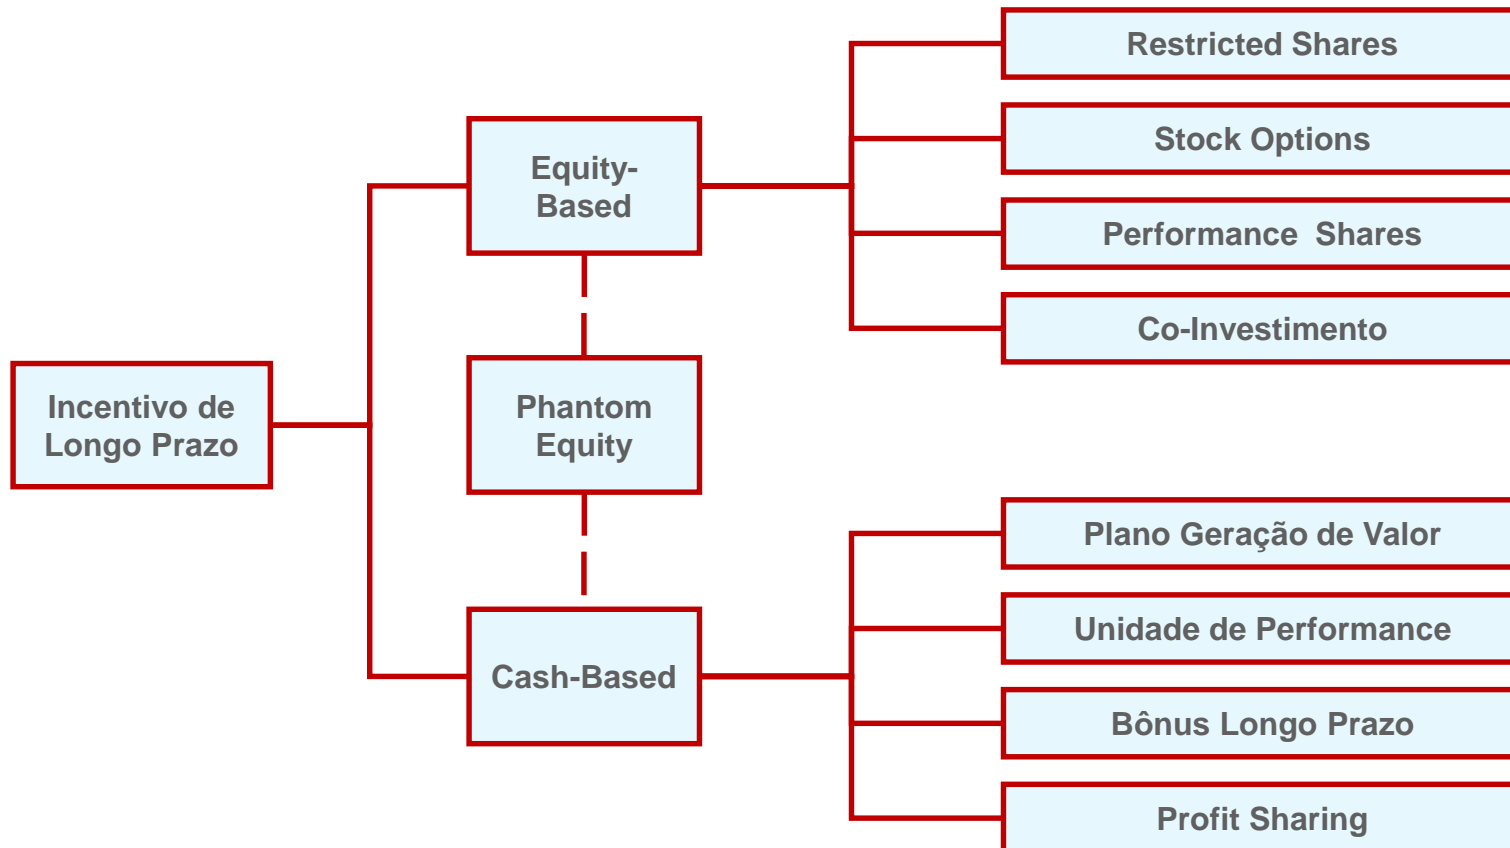 Incentivo de
Longo Prazo
Equity-
Based
Phantom
Equity
Cash-Based
Restricted Shares
Stock Options
Performance Shares
Co-Investimento
Plano Geração de Valor
Unidade de Performance
Bônus Longo Prazo
Profit Sharing